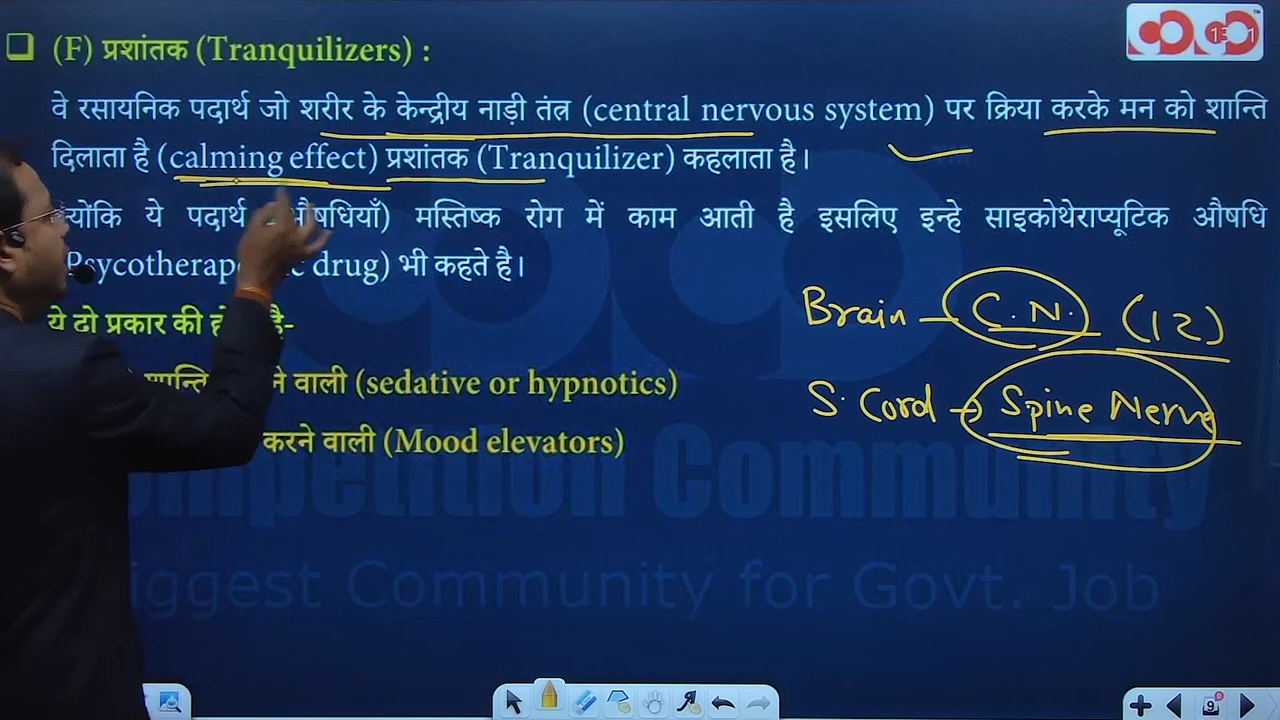 (F) प्रशांतक (Tranquilizers) :
वे रसायनिक पदार्थ जो शरीर के केन्द्रीय नाड़ी तंत्र (central nervous system) पर क्रिया करके मन को शान्ति
दिलाता है (calming effect) प्रशांतक (Tranquilizer) कहलाता है।
ये पदार्थ औषधियाँ) मस्तिष्क रोग में काम आती है इसलिए इन्हे साइकोथेराप्यूटिक औषधि
drug) भी कहते है।
Brain – C.N. (12)
ये दो प्रकार की है-
वाली (sedative or hypnotics)
S. Cord → Spine Nerve
करने वाली (Mood elevators)
Community
Community for Govt. Job
9